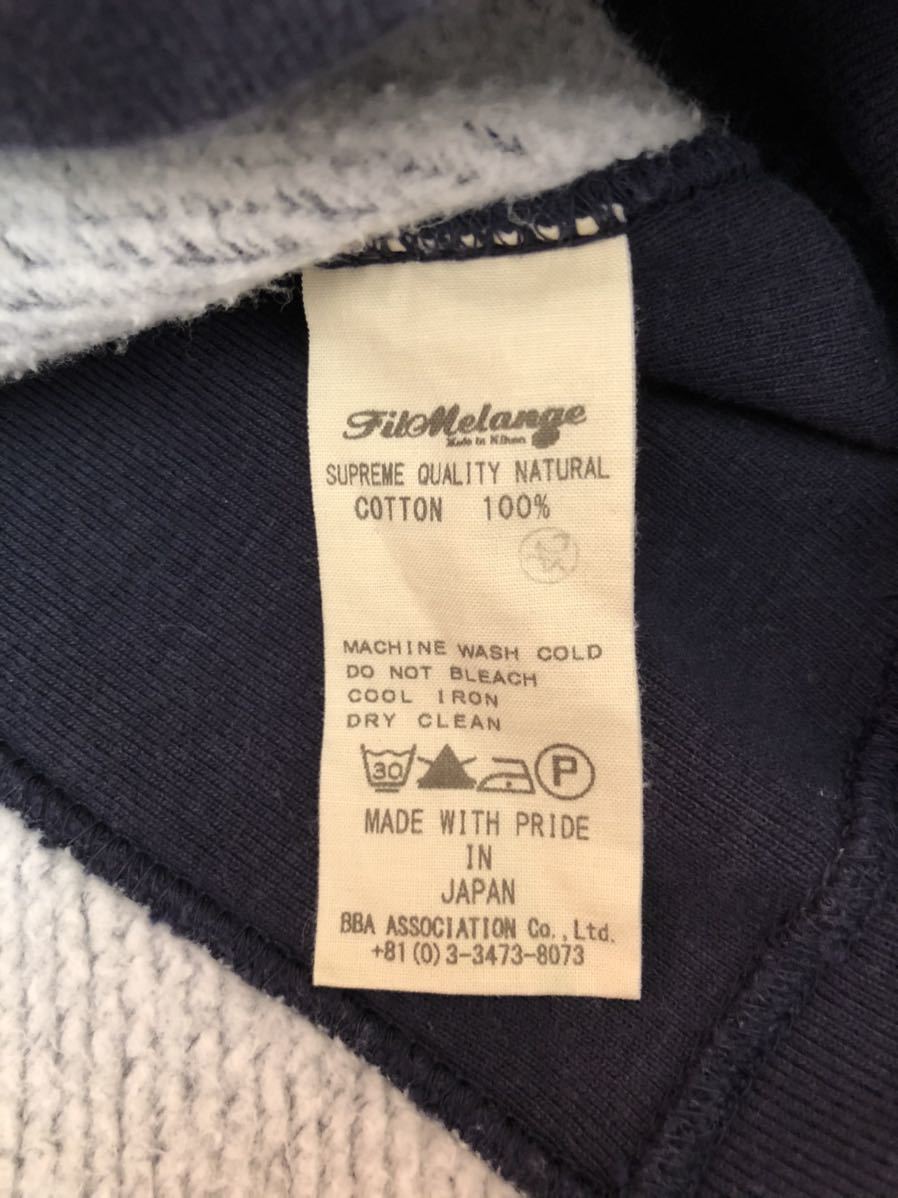 FilMelange
Made in Nihon
SUPREME QUALITY NATURAL
COTTON 100%
MACHINE WASH COLD
DO NOT BLEACH
COOL IRON
DRY CLEAN
30 P
MADE WITH PRIDE
IN
JAPAN
BBA ASSOCIATION Co.,Ltd.
+81(0)3-3473-8073